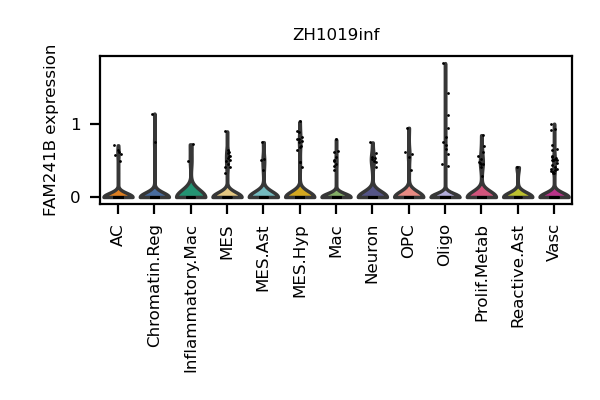 ZH1019inf
FAM241B expression
1
0
AC
Chromatin.Reg
Inflammatory.Mac
MES
MES.Ast
MES.Hyp
Mac
Neuron
OPC
Oligo
Prolif.Metab
Reactive.Ast
Vasc